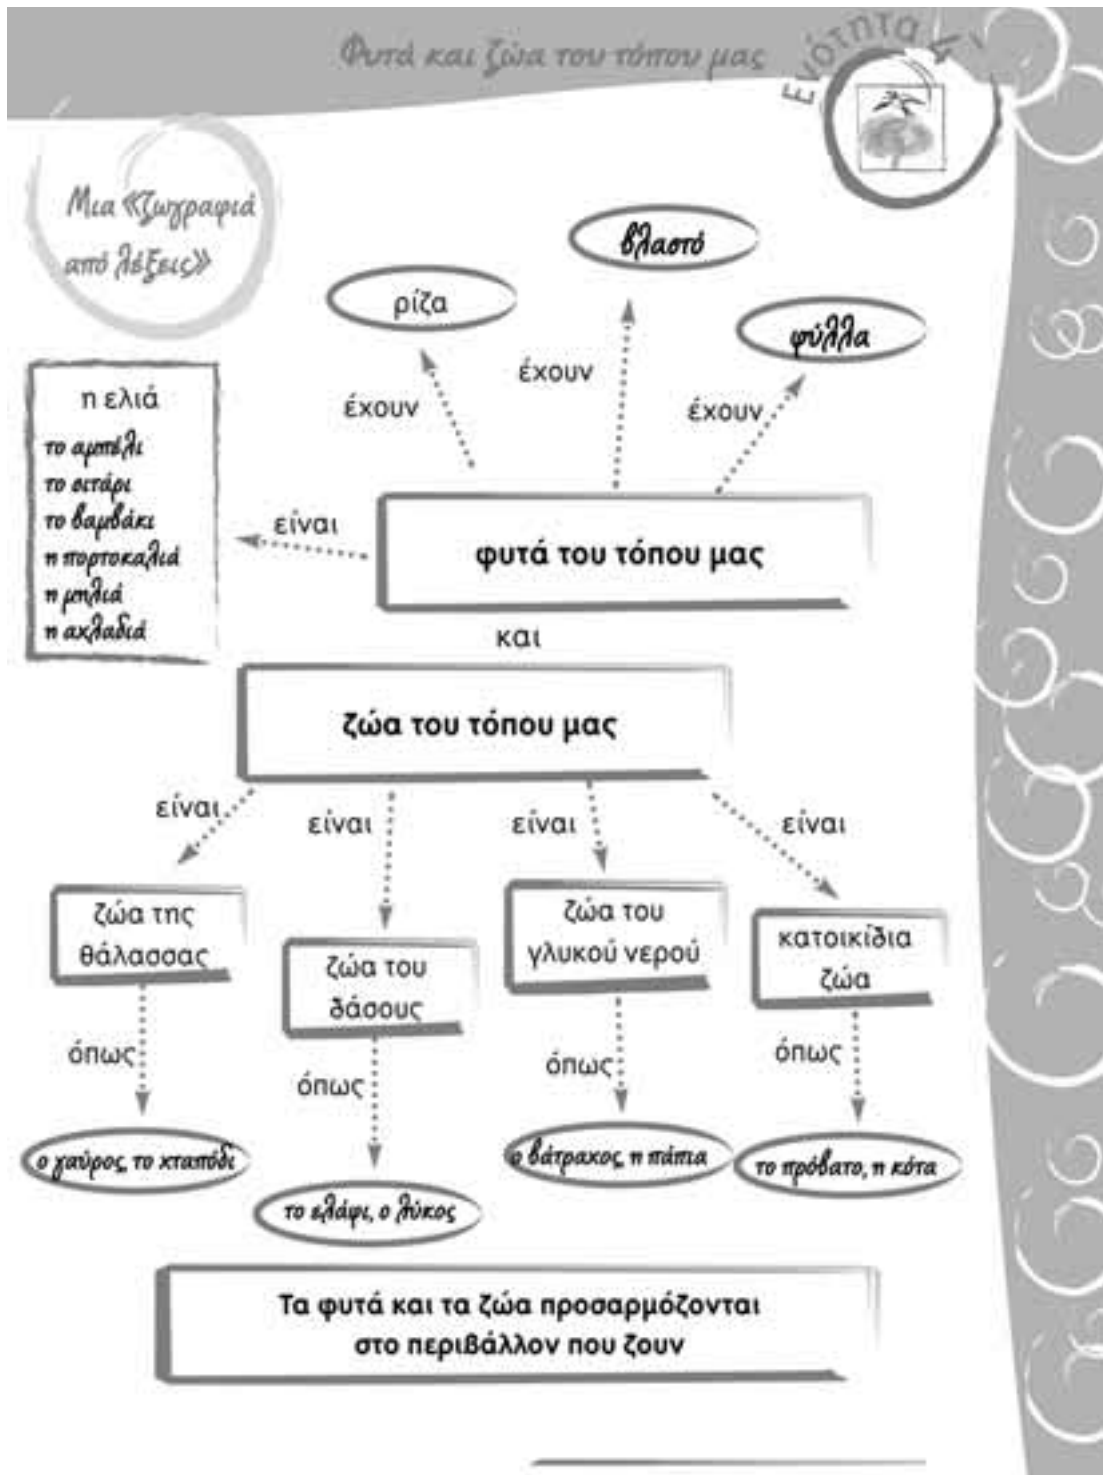 Φυτά και ζώα του τόπου μας
Ενότητα 4
Μια «ζωγραφιά
από λέξεις»
βλαστό
ρίζα
φύλλα
έχουν
έχουν
έχουν
η ελιά
το αμπέλι
το σιτάρι
το βαμβάκι
η πορτοκαλιά
η μηλιά
η αχλαδιά
είναι
φυτά του τόπου μας
και
ζώα του τόπου μας
είναι
είναι
είναι
είναι
ζώα της
θάλασσας
ζώα του
δάσους
ζώα του
γλυκού νερού
κατοικίδια
ζώα
όπως
όπως
όπως
όπως
ο γαύρος, το χταπόδι
το ελάφι, ο λύκος
ο βάτραχος, η πάπια
το πρόβατο, η κότα
Τα φυτά και τα ζώα προσαρμόζονται
στο περιβάλλον που ζουν